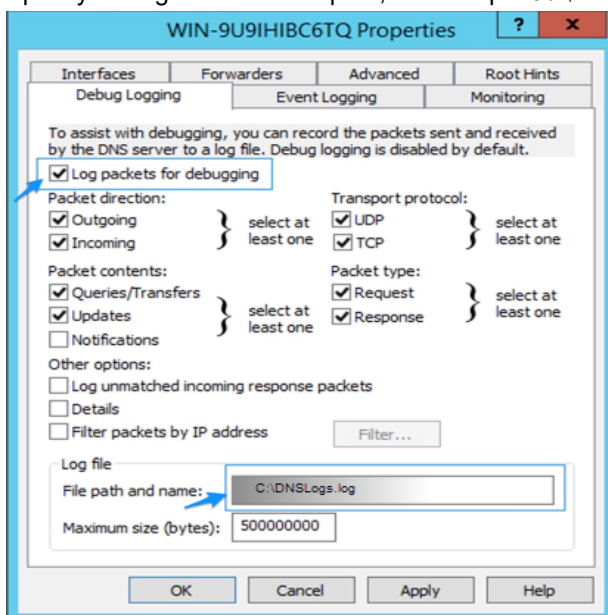 WIN-9U9IHIBC6TQ Properties ? x
Interfaces Forwarders Advanced Root Hints
Debug Logging Event Logging Monitoring
To assist with debugging, you can record the packets sent and received
by the DNS server to a log file. Debug logging is disabled by default.
Log packets for debugging
Packet direction:
Outgoing
Incoming
} select at
least one
Transport protocol:
UDP
TCP
} select at
least one
Packet contents:
Queries/Transfers
Updates
Notifications
} select at
least one
Packet type:
Request
Response
} select at
least one
Other options:
Log unmatched incoming response packets
Details
Filter packets by IP address Filter...
Log file
File path and name: C:\DNSLogs.log
Maximum size (bytes): 500000000
OK Cancel Apply Help